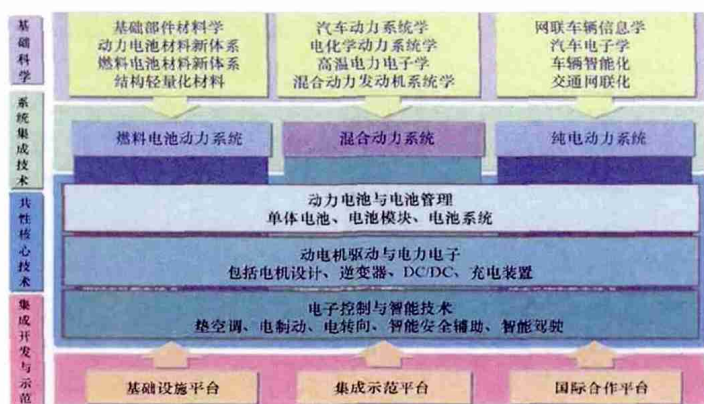 基础科学
基础部件材料学
动力电池材料新体系
燃料电池材料新体系
结构轻量化材料
汽车动力系统学
电化学动力系统学
高温电力电子学
混合动力发动机系统学
网联车辆信息学
汽车电子学
车辆智能化
交通网联化
系统集成技术
燃料电池动力系统
混合动力系统
纯电动力系统
共性核心技术
动力电池与电池管理
单体电池、电池模块、电池系统
动电机驱动与电力电子
包括电机设计、逆变器、DC/DC、充电装置
电子控制与智能技术
垫空调、电制动、电转向、智能安全辅助、智能驾驶
集成开发与示范
基础设施平台
集成示范平台
国际合作平台